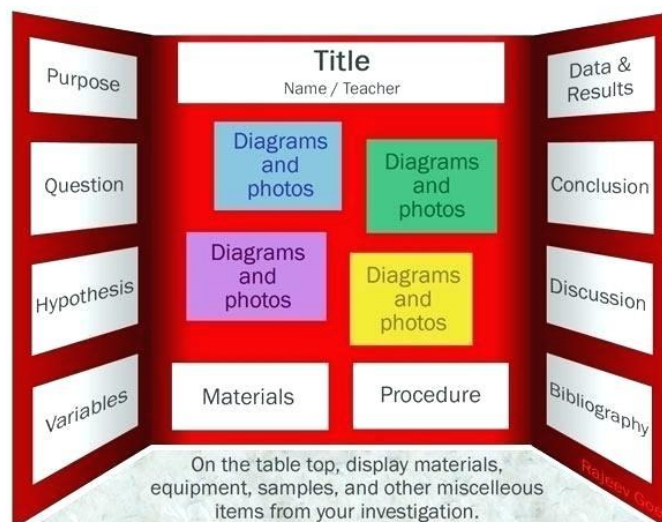 Purpose
Question
Hypothesis
Variables
Title
Name / Teacher
Diagrams
and
photos
Diagrams
and
photos
Diagrams
and
photos
Diagrams
and
photos
Materials
Procedure
Data &
Results
Conclusion
Discussion
Bibliography
On the table top, display materials,
equipment, samples, and other miscelleous
items from your investigation.
Rajeev